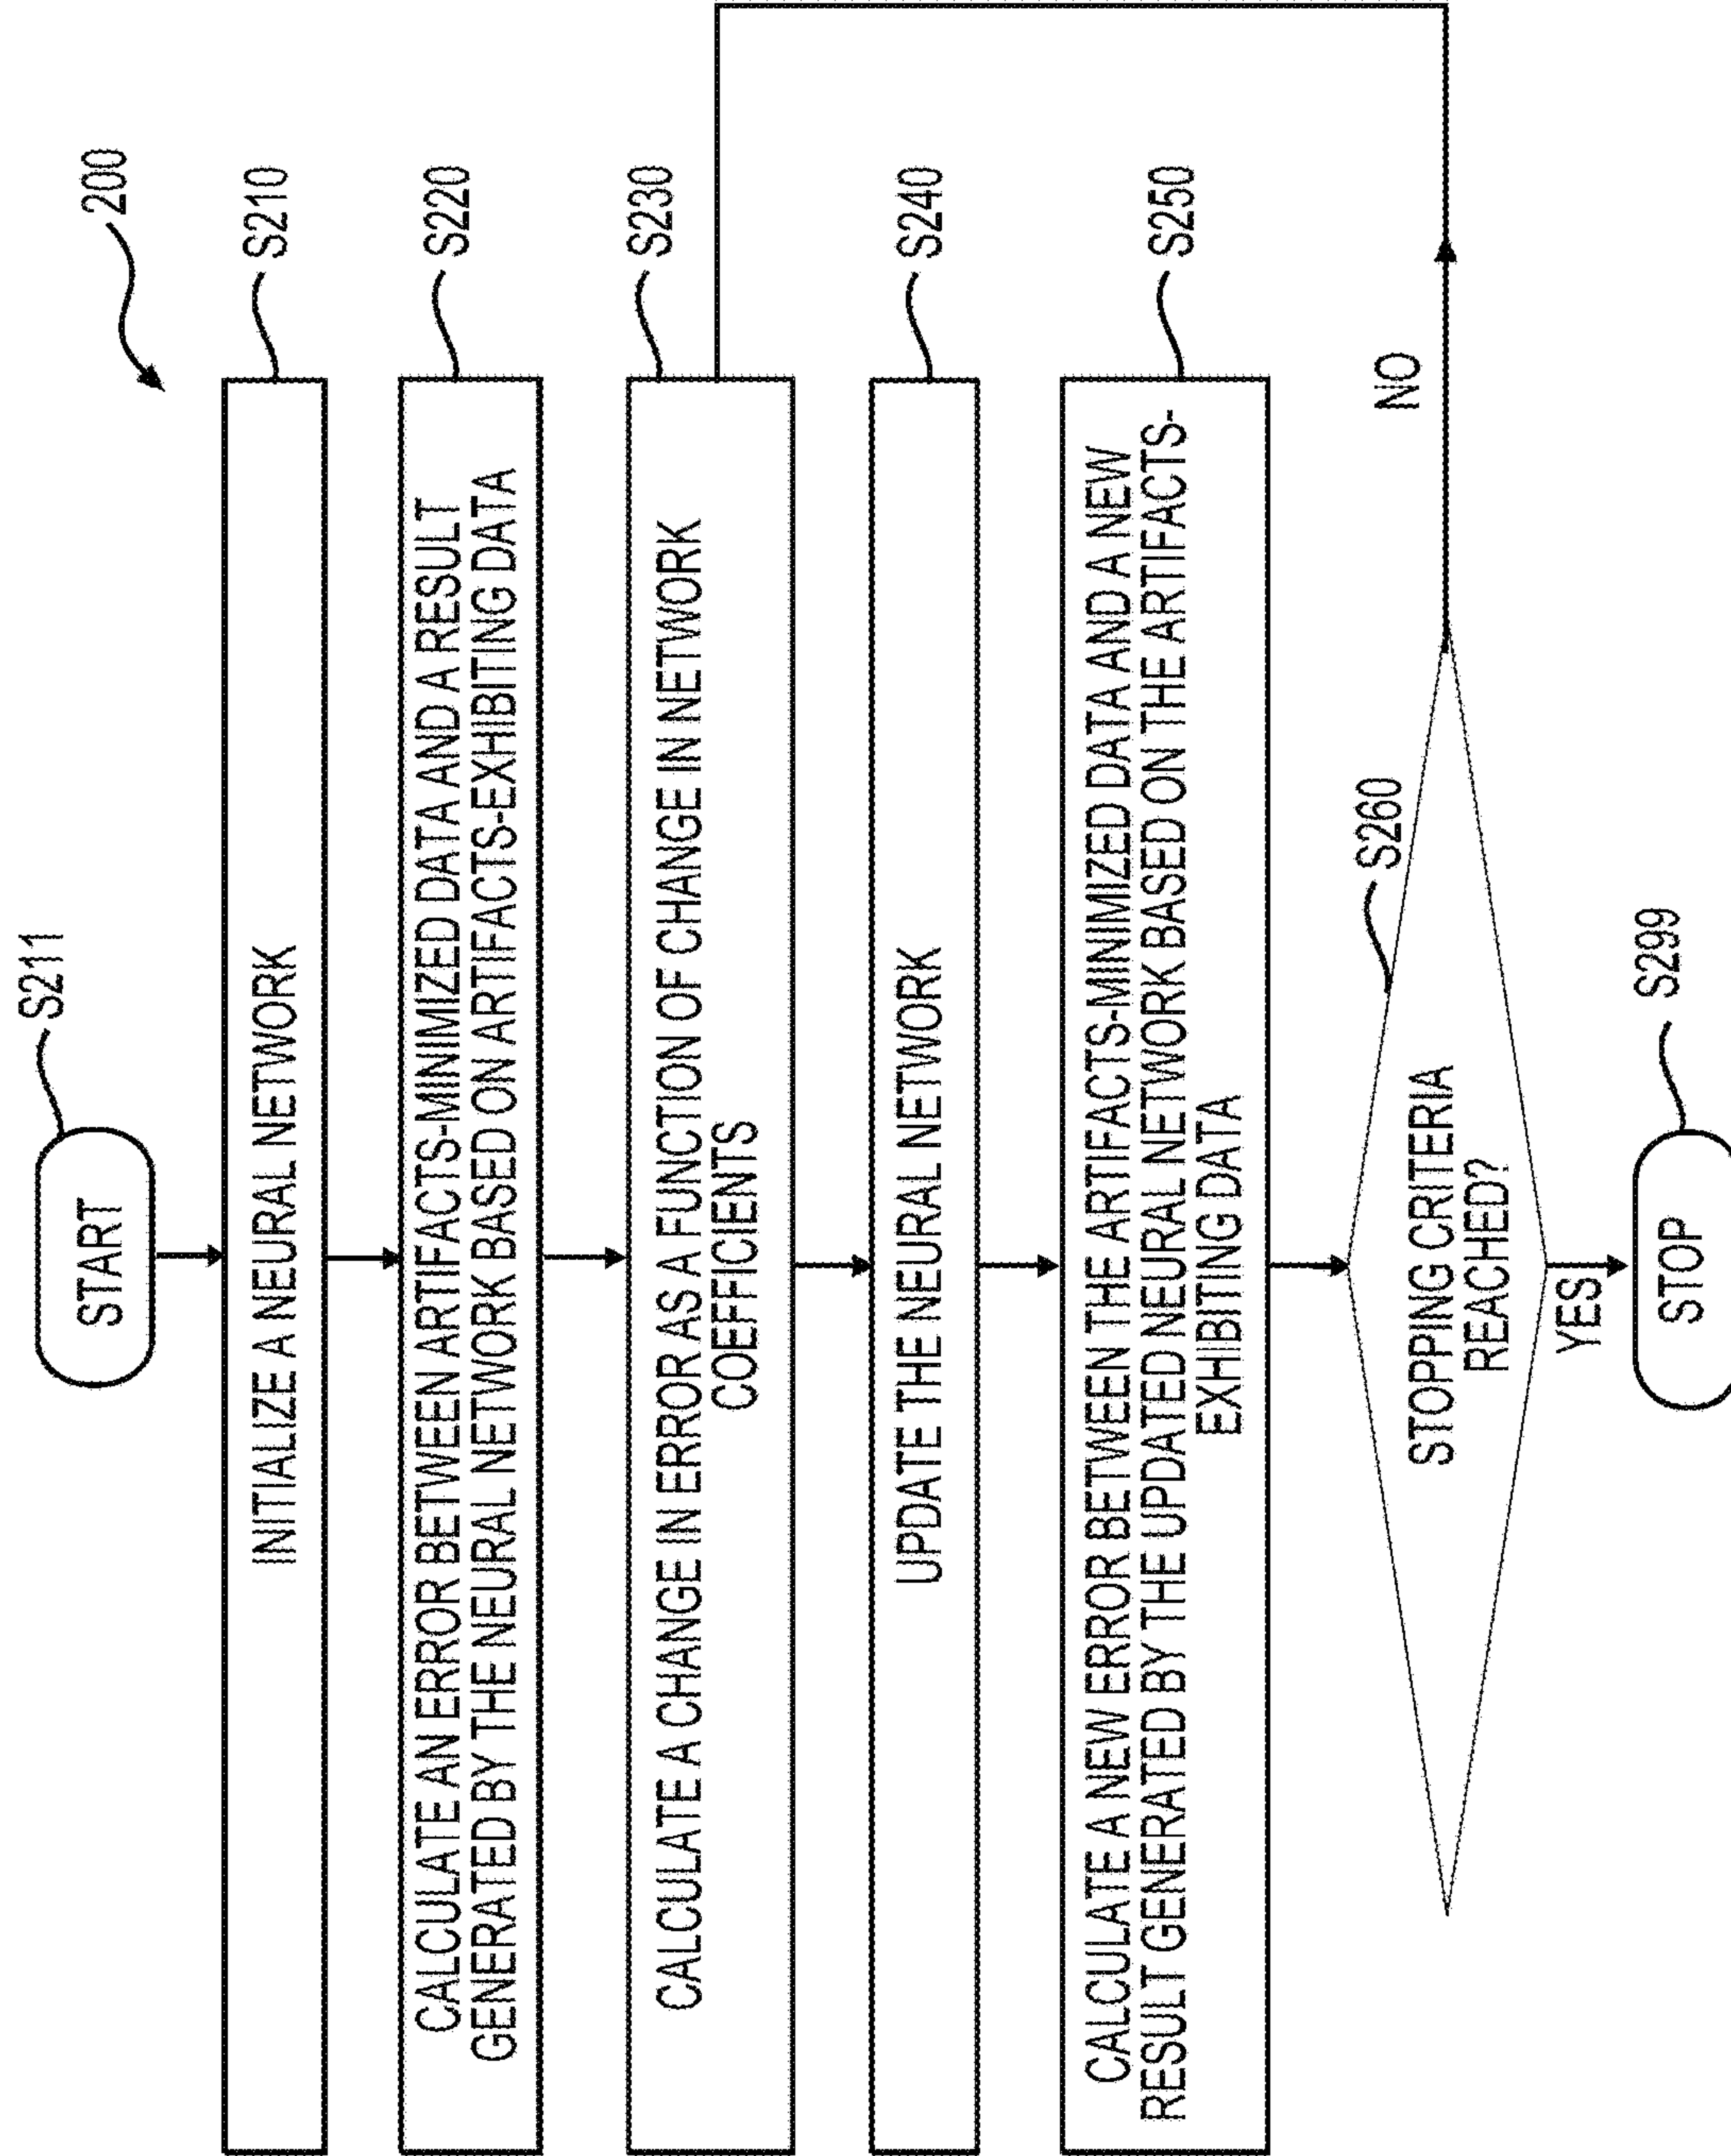 200
S211
START
S210
INITIALIZE A NEURAL NETWORK
S220
CALCULATE AN ERROR BETWEEN ARTIFACTS-MINIMIZED DATA AND A RESULT
GENERATED BY THE NEURAL NETWORK BASED ON ARTIFACTS-EXHIBITING DATA
S230
CALCULATE A CHANGE IN ERROR AS A FUNCTION OF CHANGE IN NETWORK
COEFFICIENTS
S240
UPDATE THE NEURAL NETWORK
S250
CALCULATE A NEW ERROR BETWEEN THE ARTIFACTS-MINIMIZED DATA AND A NEW
RESULT GENERATED BY THE UPDATED NEURAL NETWORK BASED ON THE ARTIFACTS-
EXHIBITING DATA
S260
STOPPING CRITERIA
REACHED?
NO
YES
S299
STOP